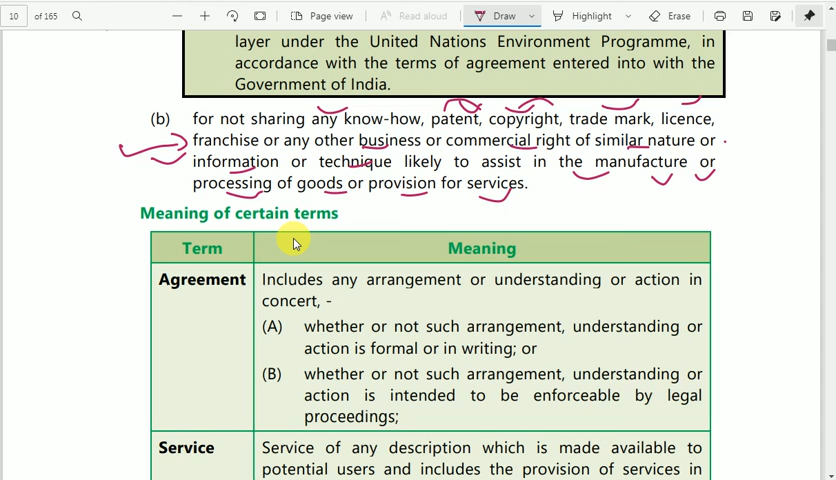 10 of 165 Page view Read aloud Draw Highlight Erase
layer under the United Nations Environment Programme, in
accordance with the terms of agreement entered into with the
Government of India.
(b) for not sharing any know-how, patent, copyright, trade mark, licence,
franchise or any other business or commercial right of similar nature or
information or technique likely to assist in the manufacture or
processing of goods or provision for services.
Meaning of certain terms
Term Meaning
Agreement Includes any arrangement or understanding or action in
concert, -
(A) whether or not such arrangement, understanding or
action is formal or in writing; or
(B) whether or not such arrangement, understanding or
action is intended to be enforceable by legal
proceedings;
Service Service of any description which is made available to
potential users and includes the provision of services in